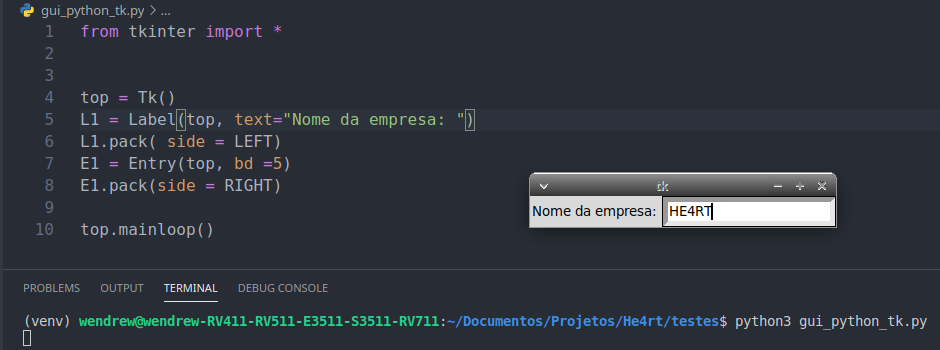 gui_python_tk.py > ...
1 from tkinter import *
2
3
4 top = Tk()
5 L1 = Label(top, text="Nome da empresa: ")
6 L1.pack( side = LEFT)
7 E1 = Entry(top, bd =5)
8 E1.pack(side = RIGHT)
9
10 top.mainloop()
tk
Nome da empresa: HE4RT
PROBLEMS OUTPUT TERMINAL DEBUG CONSOLE
(venv) wendrew@wendrew-RV411-RV511-E3511-S3511-RV711:~/Documentos/Projetos/He4rt/testes$ python3 gui_python_tk.py